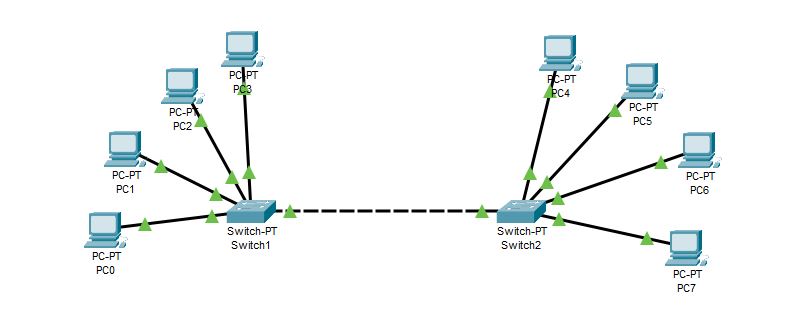 PC-PT
PC3
PC-PT
PC2
PC-PT
PC1
PC-PT
PC0
Switch-PT
Switch1
PC-PT
PC4
PC-PT
PC5
PC-PT
PC6
Switch-PT
Switch2
PC-PT
PC7